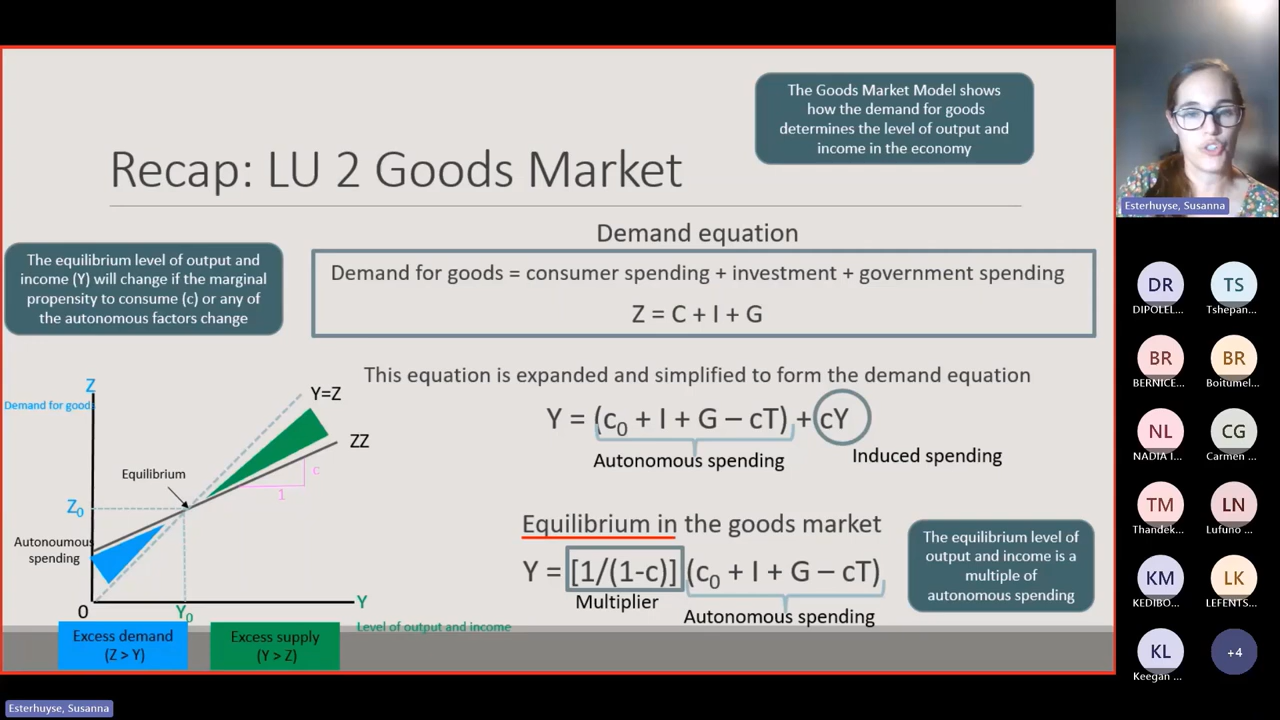 The Goods Market Model shows
how the demand for goods
determines the level of output and
income in the economy
Recap: LU 2 Goods Market
Esterhuyse, Susanna
Demand equation
The equilibrium level of output and
income (Y) will change if the marginal
propensity to consume (c) or any of
the autonomous factors change
Demand for goods = consumer spending + investment + government spending
Z = C + I + G
This equation is expanded and simplified to form the demand equation
Y = (c₀ + I + G – cT) + cY
Autonomous spending
Induced spending
Z
Demand for goods
Y=Z
ZZ
Equilibrium
c
1
Z₀
Autonoumous
spending
0
Y₀
Y
Level of output and income
Excess demand
(Z > Y)
Excess supply
(Y > Z)
Equilibrium in the goods market
Y = [1/(1-c)] (c₀ + I + G – cT)
Multiplier
Autonomous spending
The equilibrium level of
output and income is a
multiple of
autonomous spending
DR
DIPOLEL...
TS
Tshepan...
BR
BERNICE...
BR
Boitumel...
NL
NADIA I...
CG
Carmen ...
TM
Thandek...
LN
Lufuno ...
KM
KEDIBO...
LK
LEFENTS...
KL
Keegan ...
+4
Esterhuyse, Susanna